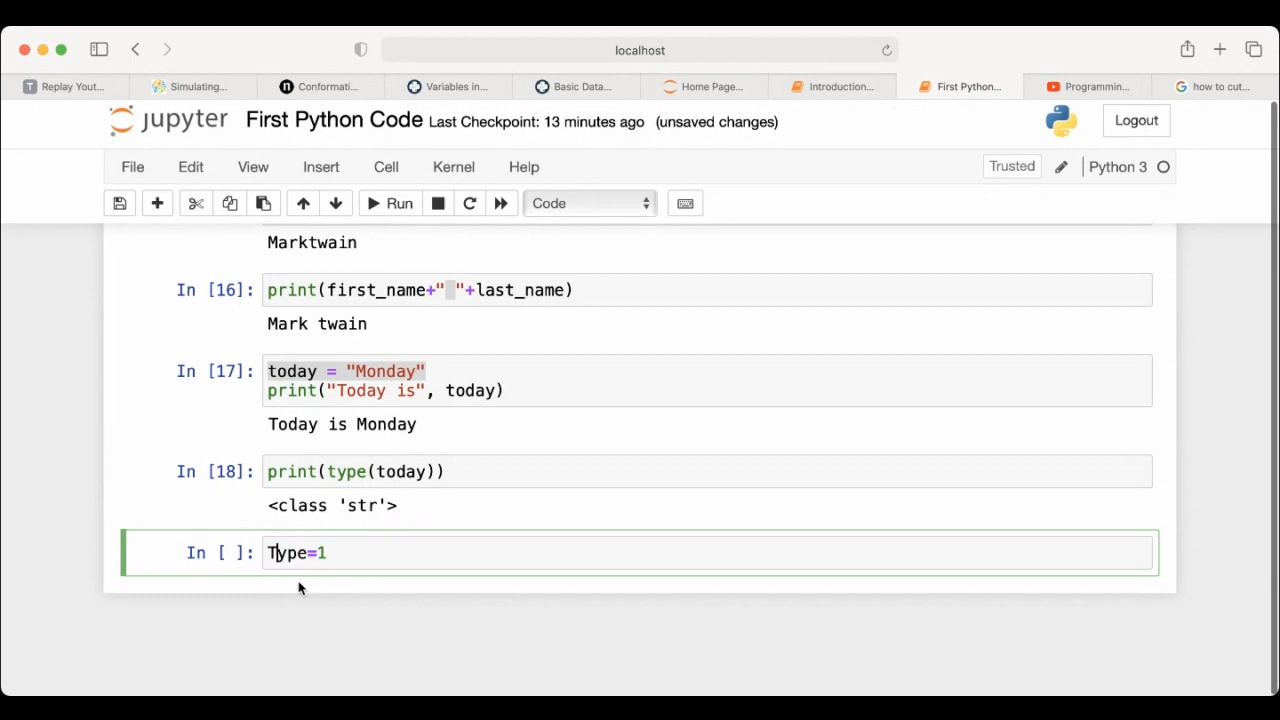 localhost
Replay Yout...
Simulating...
Conformati...
Variables in...
Basic Data...
Home Page...
Introduction...
First Python...
Programmin...
how to cut...
jupyter First Python Code Last Checkpoint: 13 minutes ago (unsaved changes)
Logout
File Edit View Insert Cell Kernel Help
Trusted
Python 3
Run
Code
Marktwain
In [16]: print(first_name+" "+last_name)
Mark twain
In [17]: today = "Monday"
print("Today is", today)
Today is Monday
In [18]: print(type(today))
<class 'str'>
In [ ]: Type=1